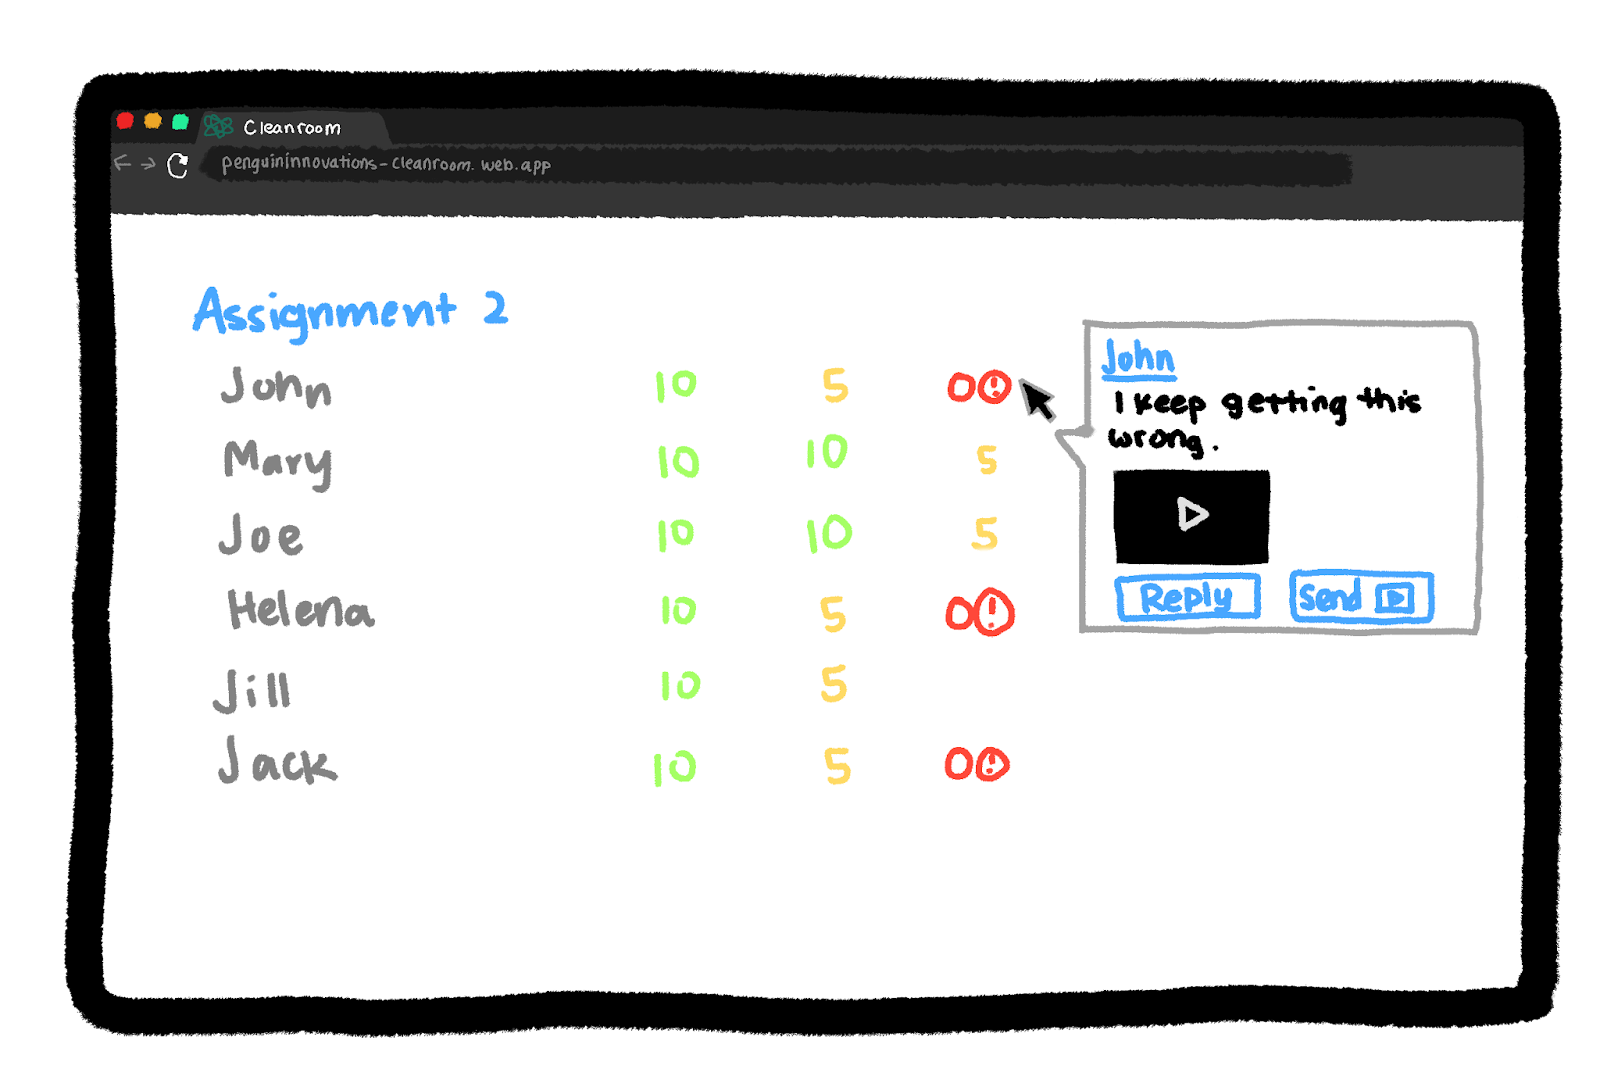 Cleanroom
penguininnovations-cleanroom.web.app
Assignment 2
John 10 5 0!
Mary 10 10 5
Joe 10 10 5
Helena 10 5 0!
Jill 10 5
Jack 10 5 0!
John
I keep getting this
wrong.
Reply Send